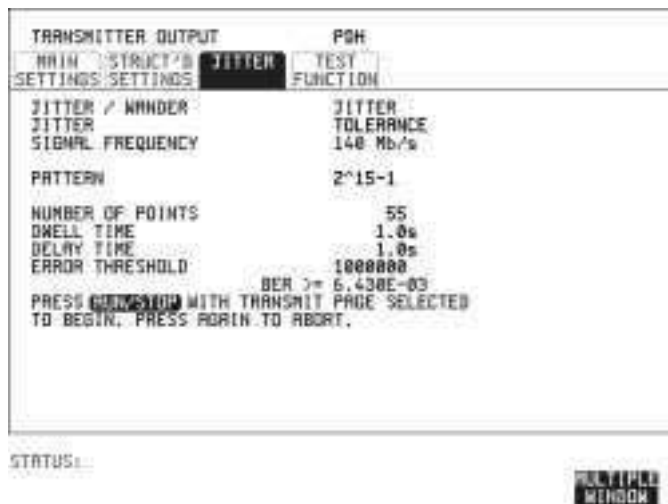 TRANSMITTER OUTPUT PDH
MAIN STRUCT'D JITTER TEST
SETTINGS SETTINGS FUNCTION
JITTER / WANDER JITTER
JITTER TOLERANCE
SIGNAL FREQUENCY 140 Mb/s
PATTERN 2^15-1
NUMBER OF POINTS 55
DWELL TIME 1.0s
DELAY TIME 1.0s
ERROR THRESHOLD 1000000
BER >= 6.430E-03
PRESS RUN/STOP WITH TRANSMIT PAGE SELECTED
TO BEGIN. PRESS AGAIN TO ABORT.
STATUS:
MULTIPLE
WINDOW